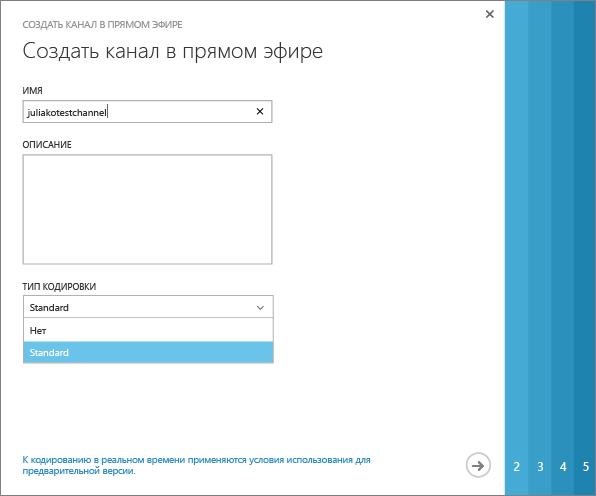 СОЗДАТЬ КАНАЛ В ПРЯМОМ ЭФИРЕ
Создать канал в прямом эфире
ИМЯ
juliakotestchannel
ОПИСАНИЕ
ТИП КОДИРОВКИ
Standard
Нет
Standard
К кодированию в реальном времени применяются условия использования для
предварительной версии.
2 3 4 5